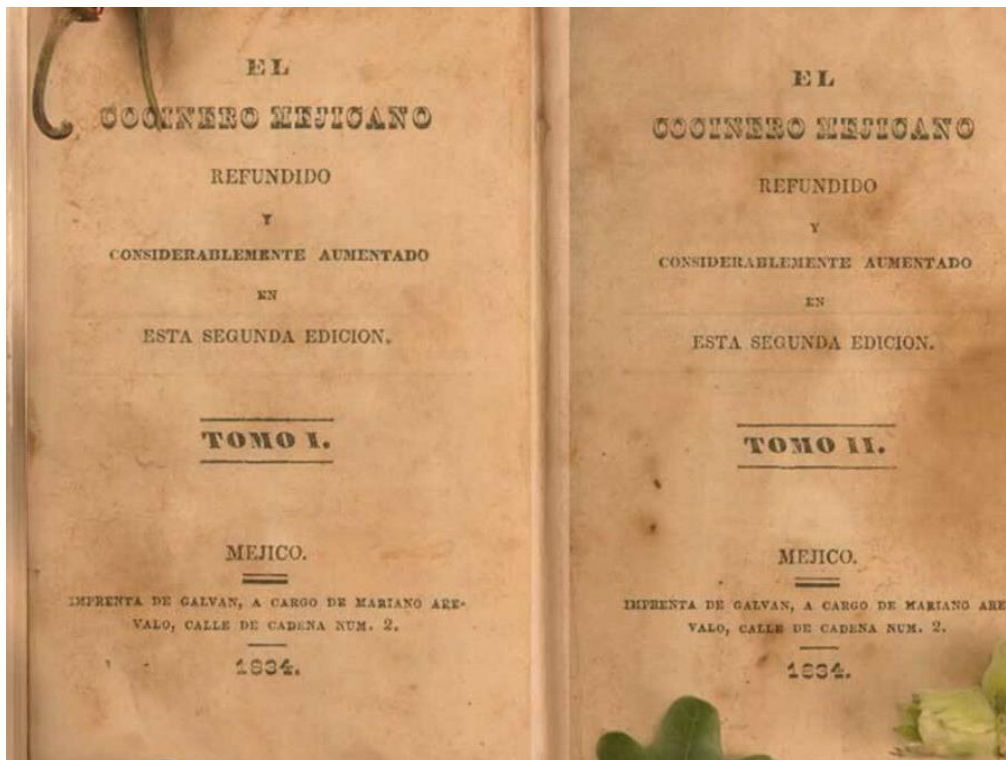 EL
COCINERO MEJICANO
REFUNDIDO
Y
CONSIDERABLEMENTE AUMENTADO
EN
ESTA SEGUNDA EDICION.
TOMO I.
MEJICO.
IMPRENTA DE GALVAN, A CARGO DE MARIANO ARE-
VALO, CALLE DE CADENA NUM. 2.
1834.
EL
COCINERO MEJICANO
REFUNDIDO
Y
CONSIDERABLEMENTE AUMENTADO
EN
ESTA SEGUNDA EDICION.
TOMO II.
MEJICO.
IMPRENTA DE GALVAN, A CARGO DE MARIANO ARE
VALO, CALLE DE CADENA NUM. 2.
1834.